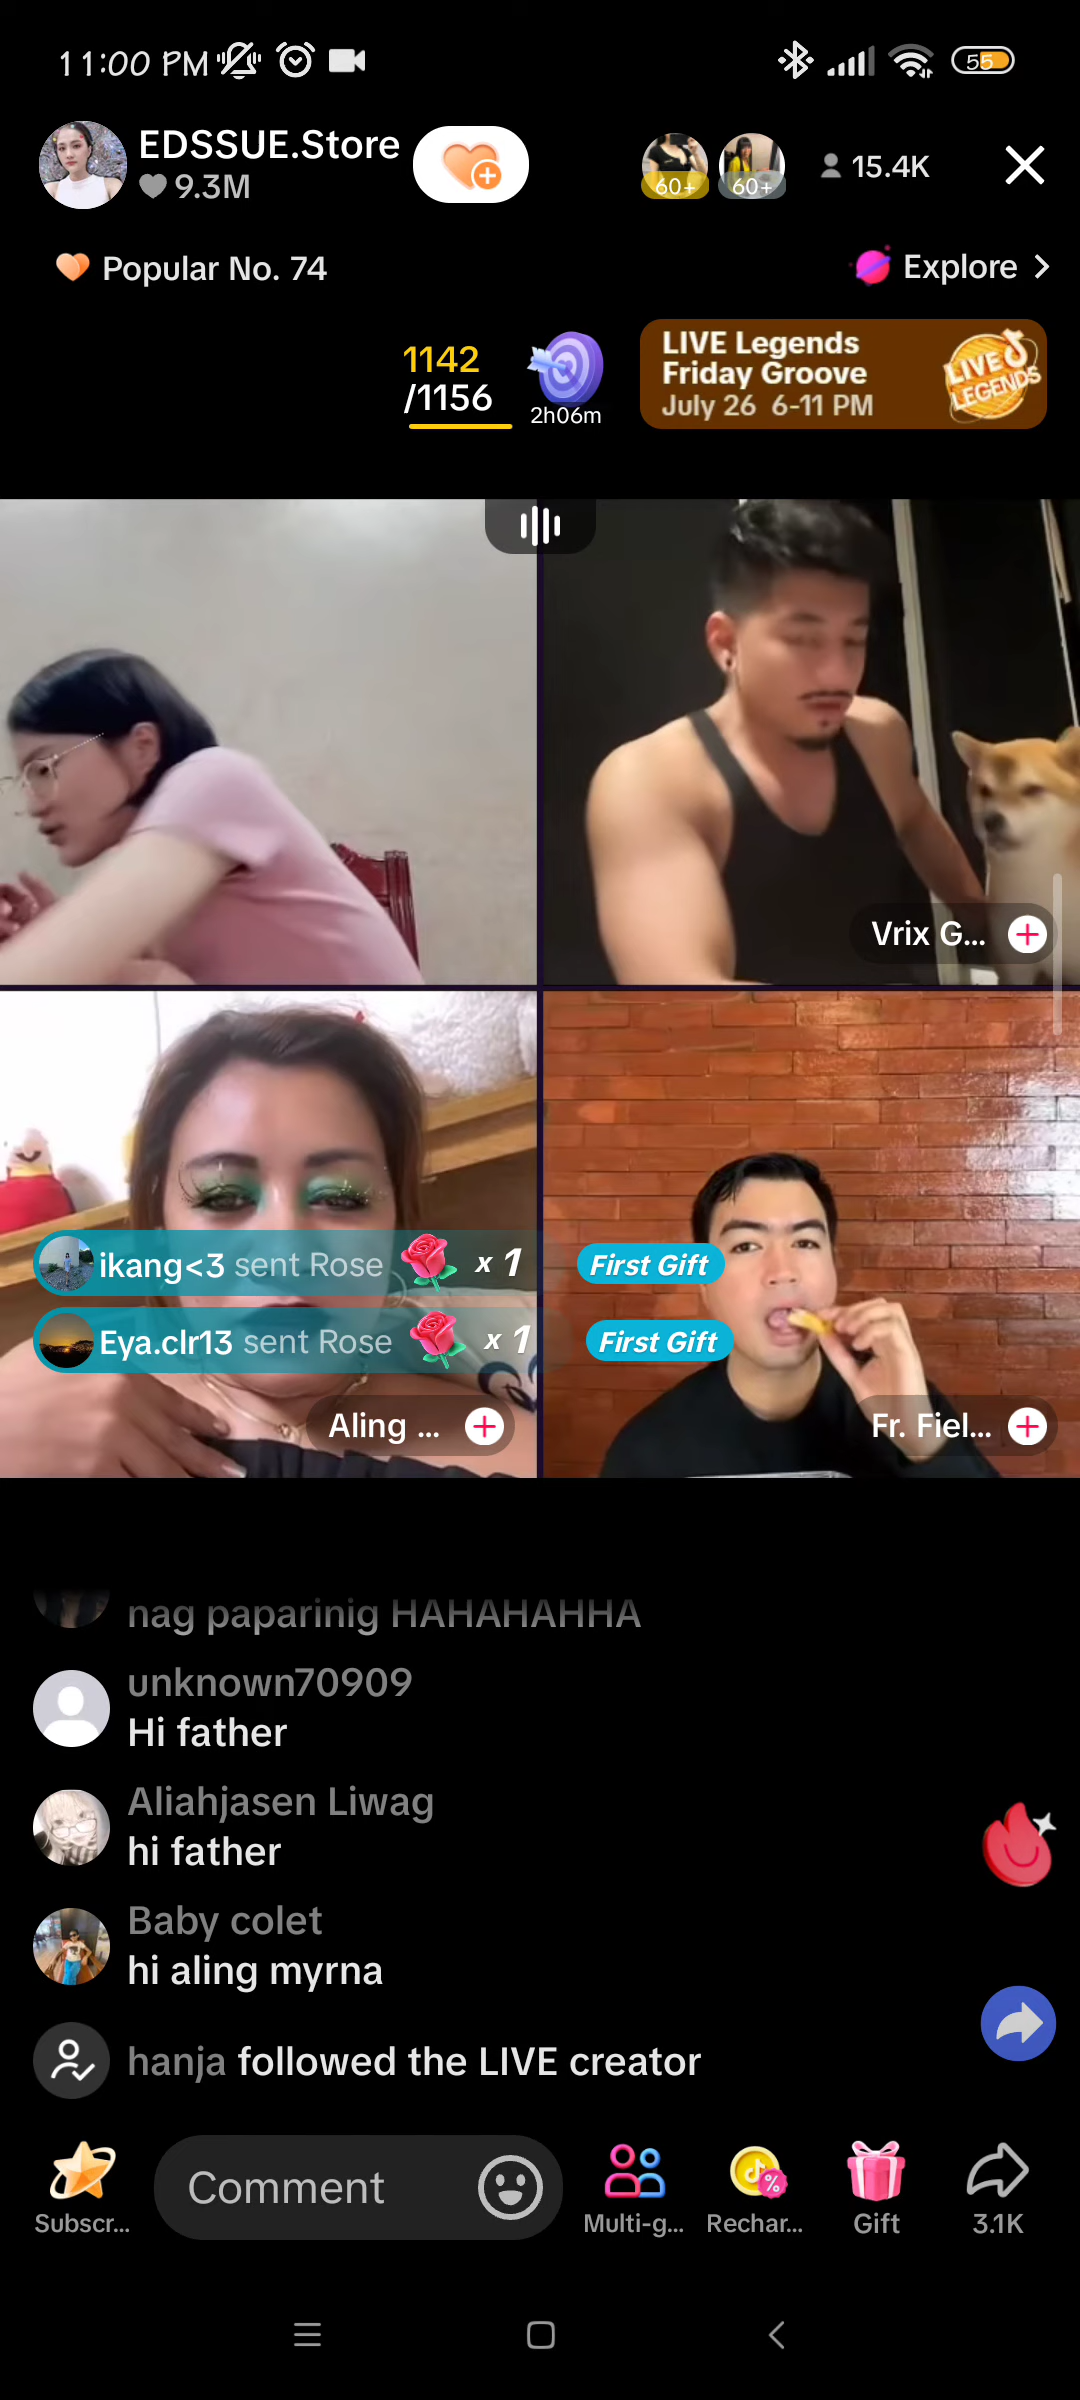 11:00 PM
55
EDSSUE.Store
9.3M
60+
60+
15.4K
Popular No. 74
Explore
1142
/1156
2h06m
LIVE Legends
Friday Groove
July 26 6-11 PM
LIVE
LEGENDS
Vrix G...
ikang<3 sent Rose x 1
First Gift
Eya.clr13 sent Rose x 1
First Gift
Aling ...
Fr. Fiel...
nag paparinig HAHAHAHHA
unknown70909
Hi father
Aliahjasen Liwag
hi father
Baby colet
hi aling myrna
hanja followed the LIVE creator
Subscr...
Comment
Multi-g...
%
Rechar...
Gift
3.1K